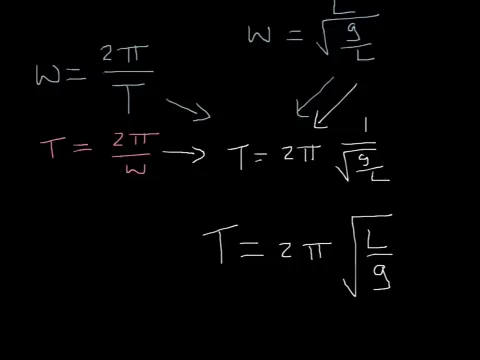 W = 2π/T
W = √(g/L)
T = 2π/W → T = 2π 1/√(g/L)
T = 2π √(L/g)